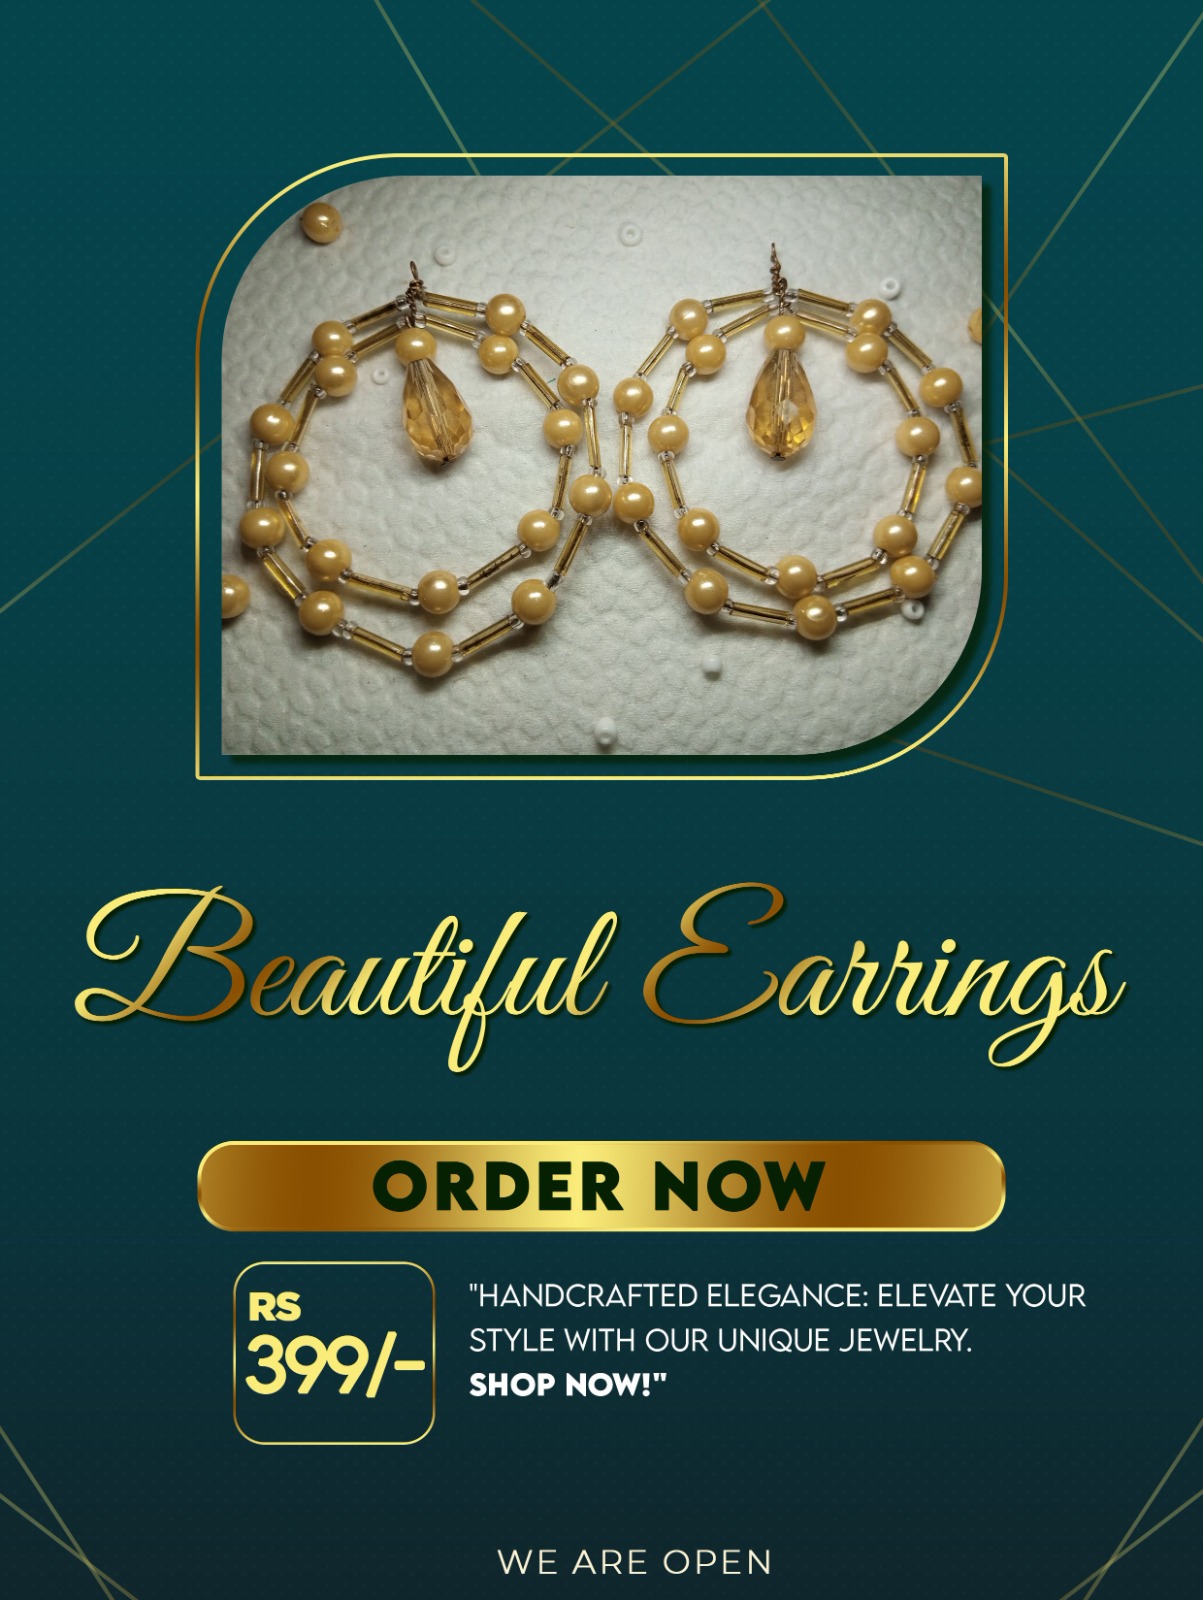 Beautiful Earrings
ORDER NOW
RS
399/-
"HANDCRAFTED ELEGANCE: ELEVATE YOUR
STYLE WITH OUR UNIQUE JEWELRY.
SHOP NOW!"
WE ARE OPEN